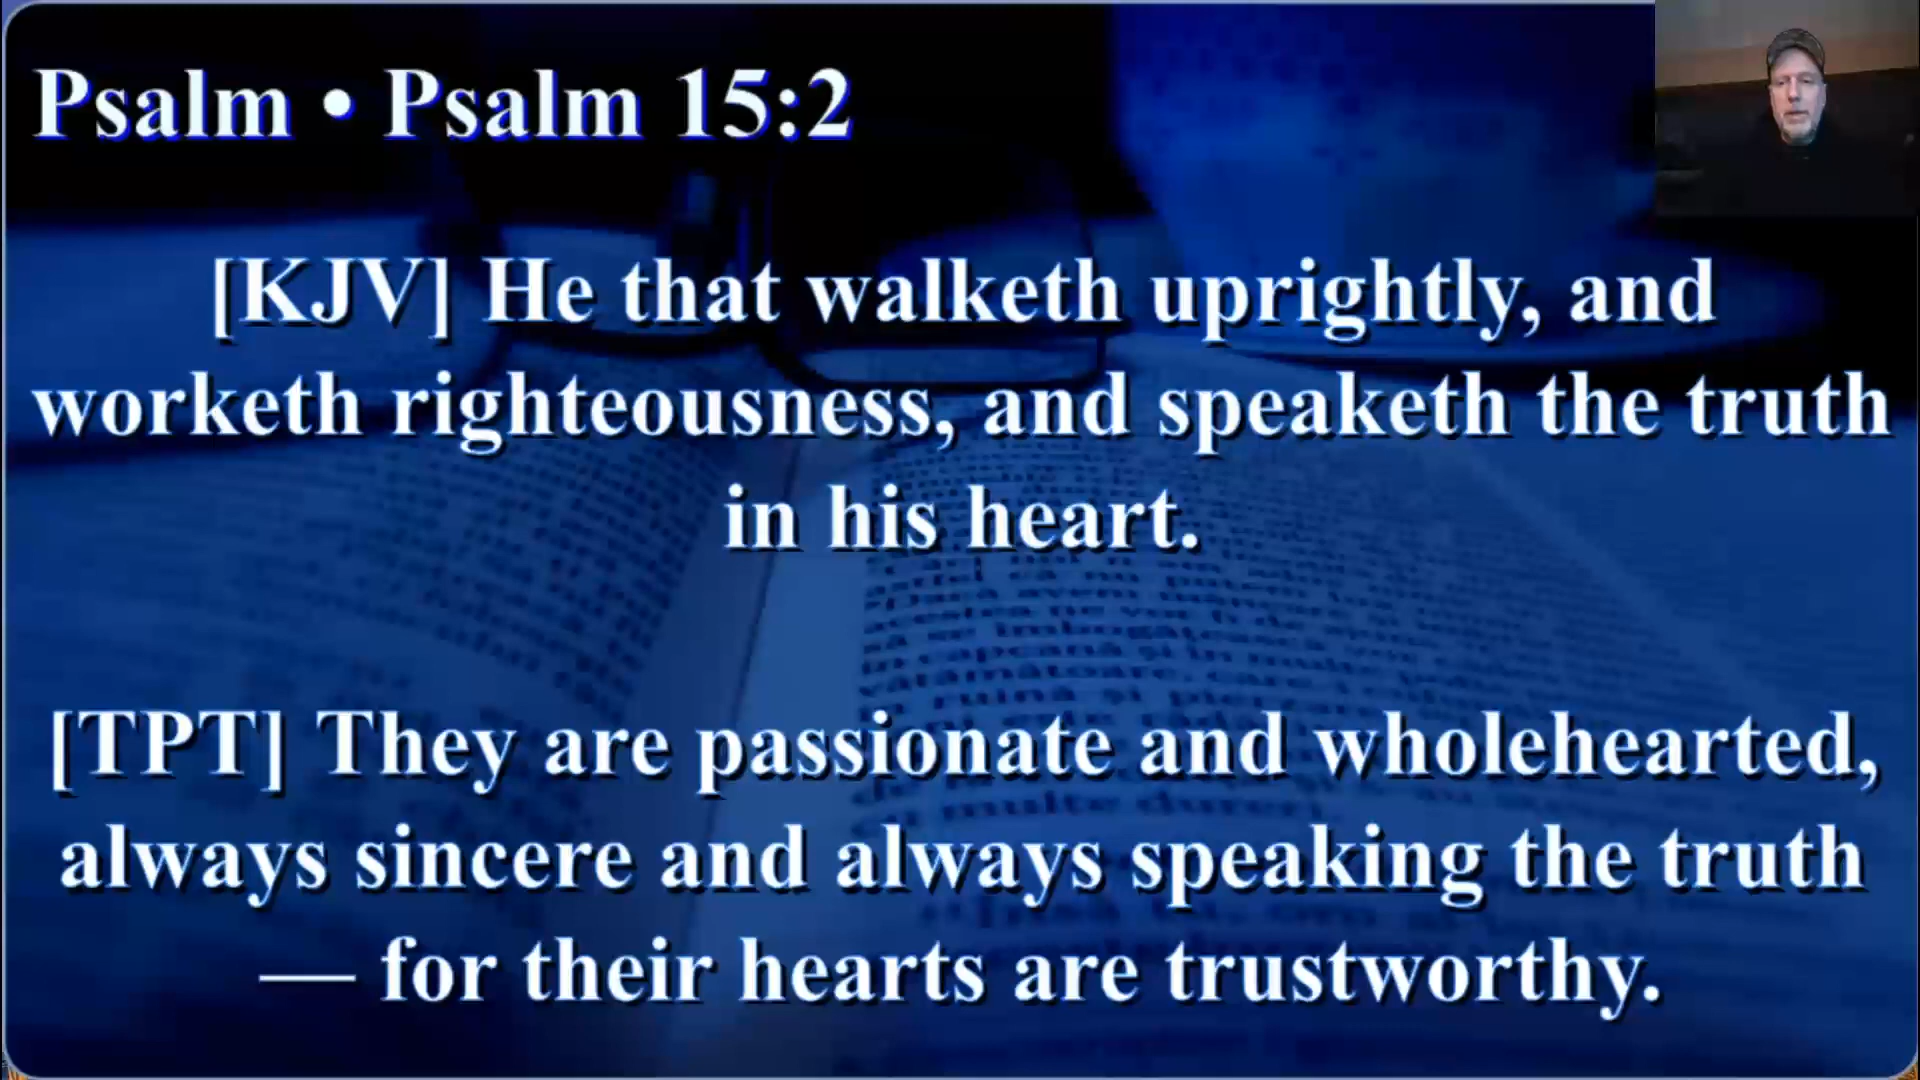 Psalm • Psalm 15:2
[KJV] He that walketh uprightly, and
worketh righteousness, and speaketh the truth
in his heart.
[TPT] They are passionate and wholehearted,
always sincere and always speaking the truth
— for their hearts are trustworthy.